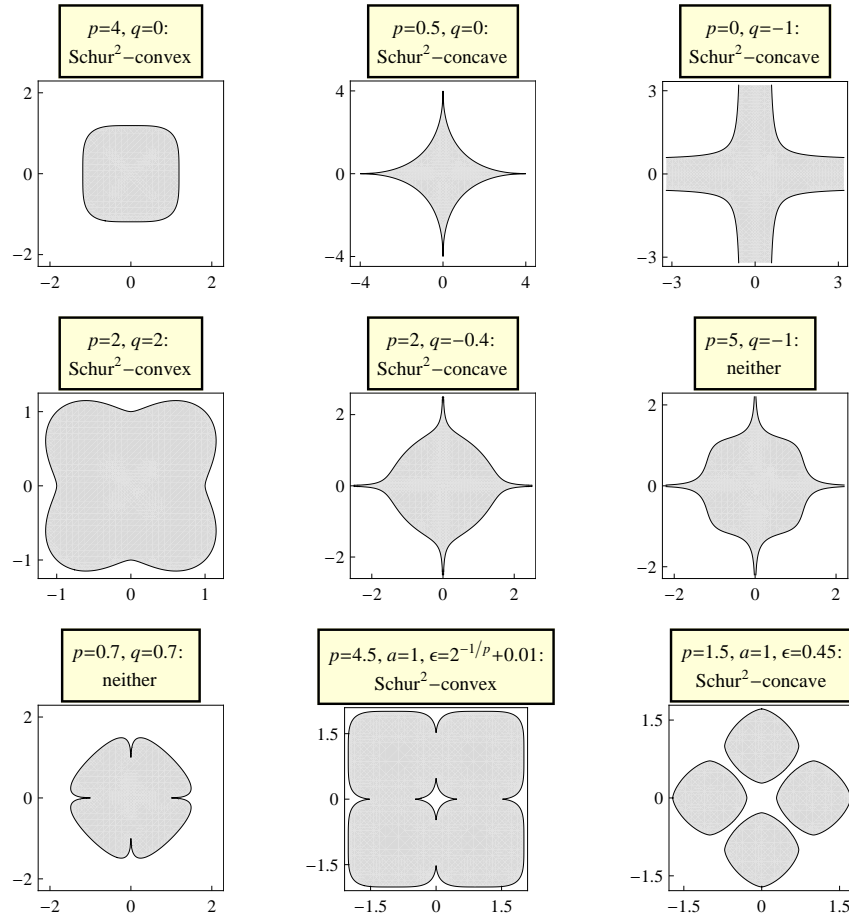 p=4, q=0:
Schur²−convex
p=0.5, q=0:
Schur²−concave
p=0, q=−1:
Schur²−concave
2
0
−2
−2 0 2
4
0
−4
−4 0 4
3
0
−3
−3 0 3
p=2, q=2:
Schur²−convex
p=2, q=−0.4:
Schur²−concave
p=5, q=−1:
neither
1
0
−1
−1 0 1
2
0
−2
−2 0 2
2
0
−2
−2 0 2
p=0.7, q=0.7:
neither
p=4.5, a=1, ϵ=2^{−1/p}+0.01:
Schur²−convex
p=1.5, a=1, ϵ=0.45:
Schur²−concave
2
0
−2
−2 0 2
1.5
0
−1.5
−1.5 0 1.5
1.5
0
−1.5
−1.5 0 1.5